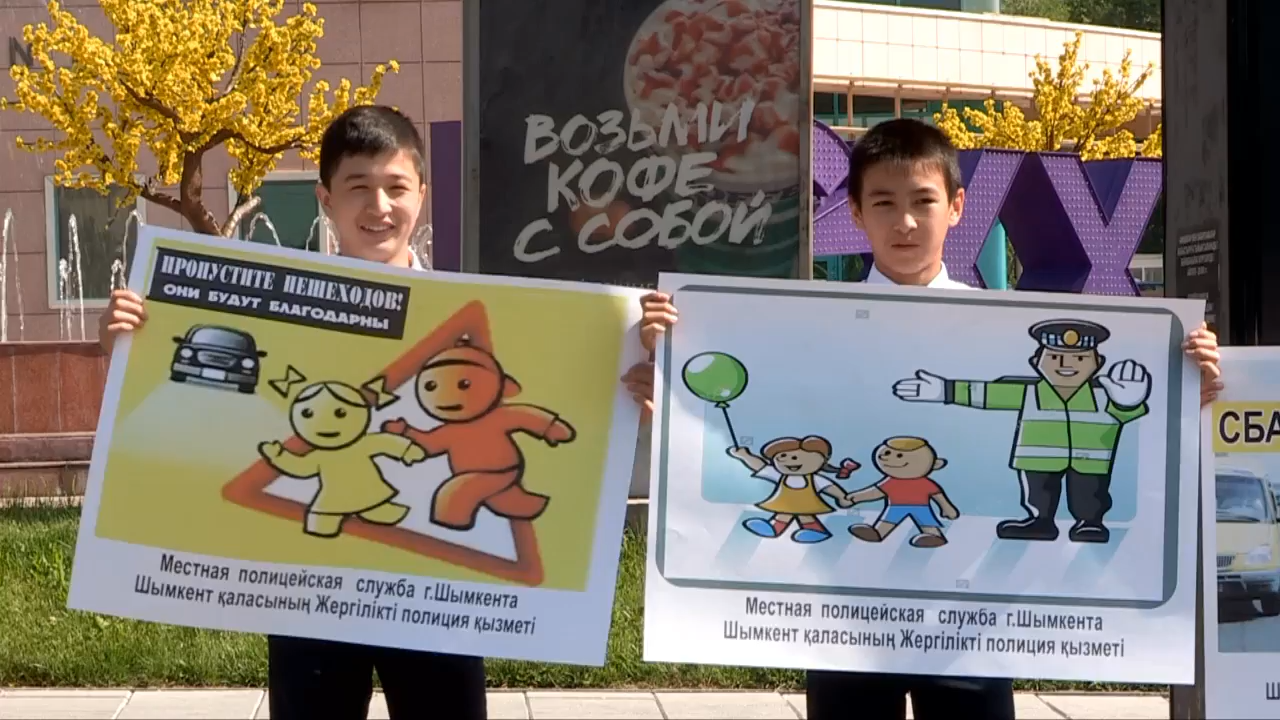 ВОЗЬМИ
КОФЕ
С СОБОЙ
ПРОПУСТИТЕ ПЕШЕХОДОВ!
ОНИ БУДУТ БЛАГОДАРНЫ
Местная полицейская служба г.Шымкента
Шымкент қаласының Жергілікті полиция қызметі
Местная полицейская служба г.Шымкента
Шымкент қаласының Жергілікті полиция қызметі
СБА
Ш